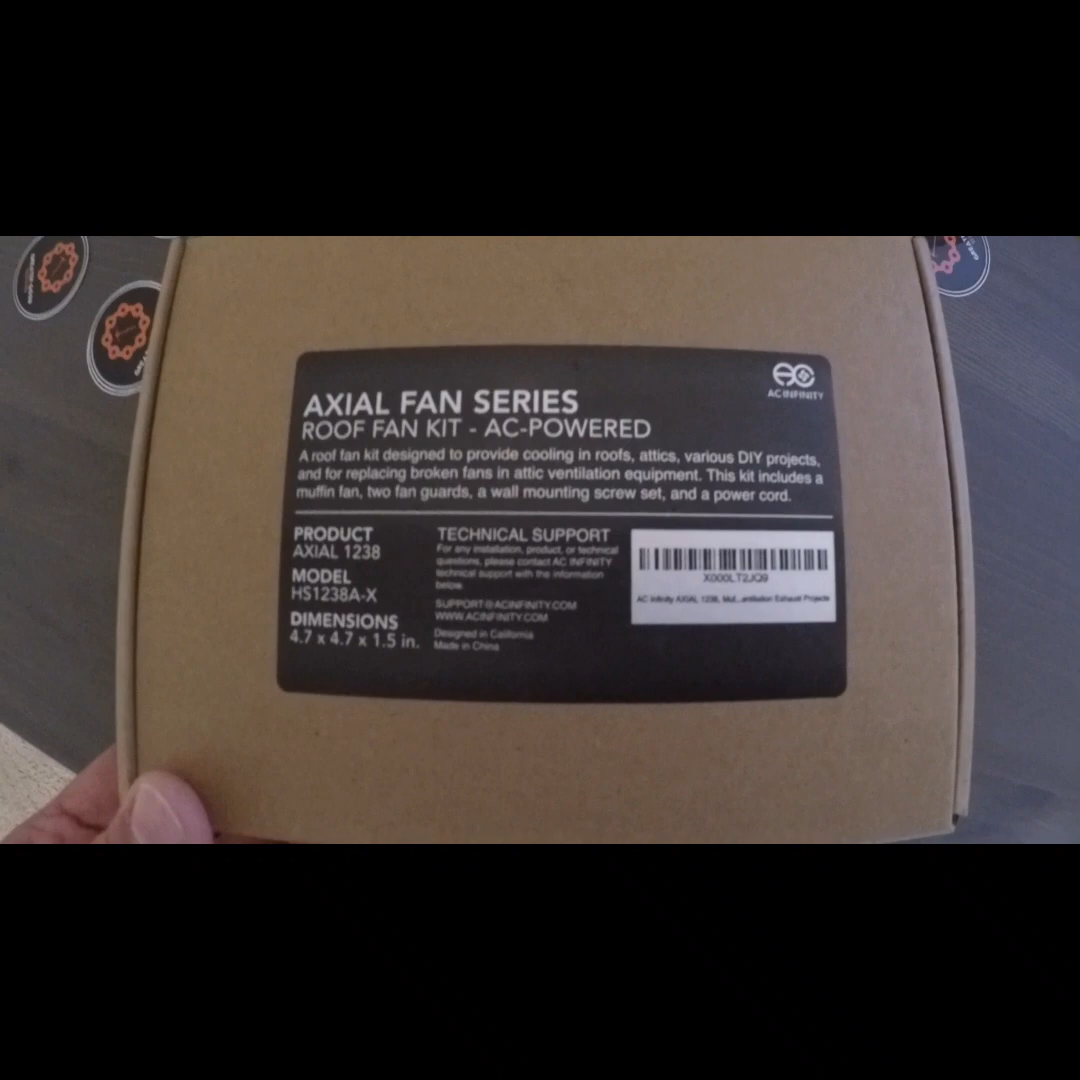 AC INFINITY
AXIAL FAN SERIES
ROOF FAN KIT - AC-POWERED
A roof fan kit designed to provide cooling in roofs, attics, various DIY projects,
and for replacing broken fans in attic ventilation equipment. This kit includes a
muffin fan, two fan guards, a wall mounting screw set, and a power cord.
PRODUCT
AXIAL 1238
MODEL
HS1238A-X
DIMENSIONS
4.7 x 4.7 x 1.5 in.
TECHNICAL SUPPORT
For any installation, product, or technical
questions, please contact AC INFINITY
technical support with the information
below.
SUPPORT@ACINFINITY.COM
WWW.ACINFINITY.COM
Designed in California
Made in China
X000LT2JQ9
AC Infinity AXIAL 1238, Muf...entilation Exhaust Projects